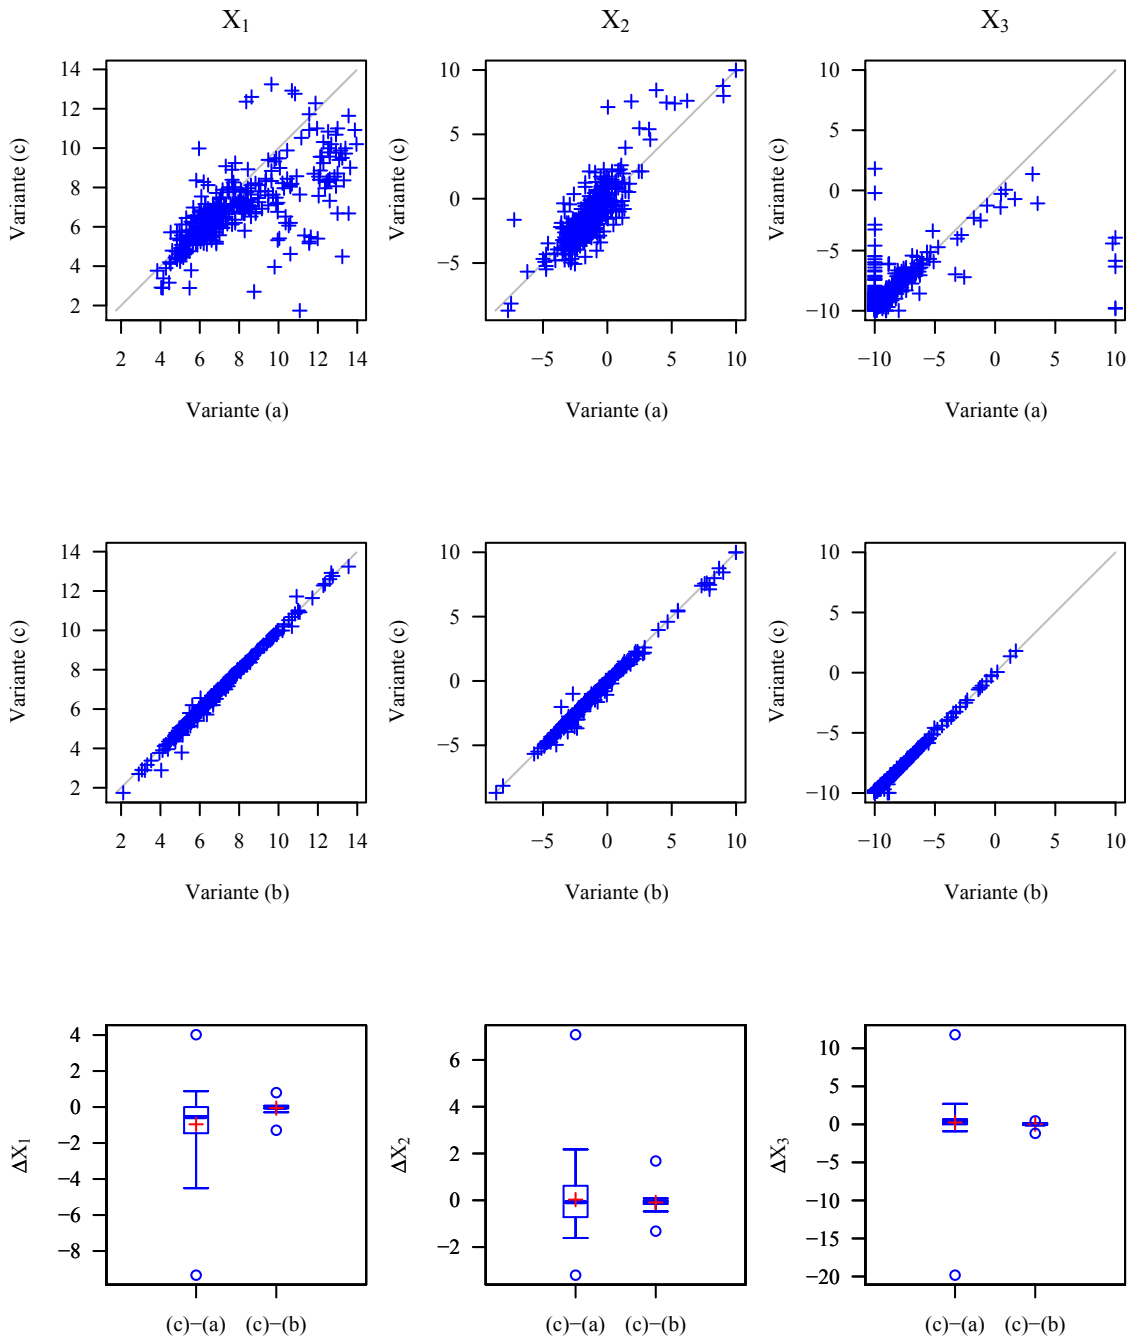 X₁ X₂ X₃
14 12 10 8 6 4 2
Variante (c)
2 4 6 8 10 12 14
Variante (a)
10 5 0 −5
Variante (c)
−5 0 5 10
Variante (a)
10 5 0 −5 −10
Variante (c)
−10 −5 0 5 10
Variante (a)
14 12 10 8 6 4 2
Variante (c)
2 4 6 8 10 12 14
Variante (b)
10 5 0 −5
Variante (c)
−5 0 5 10
Variante (b)
10 5 0 −5 −10
Variante (c)
−10 −5 0 5 10
Variante (b)
4 2 0 −2 −4 −6 −8
ΔX₁
(c)−(a) (c)−(b)
6 4 2 0 −2
ΔX₂
(c)−(a) (c)−(b)
10 5 0 −5 −10 −15 −20
ΔX₃
(c)−(a) (c)−(b)